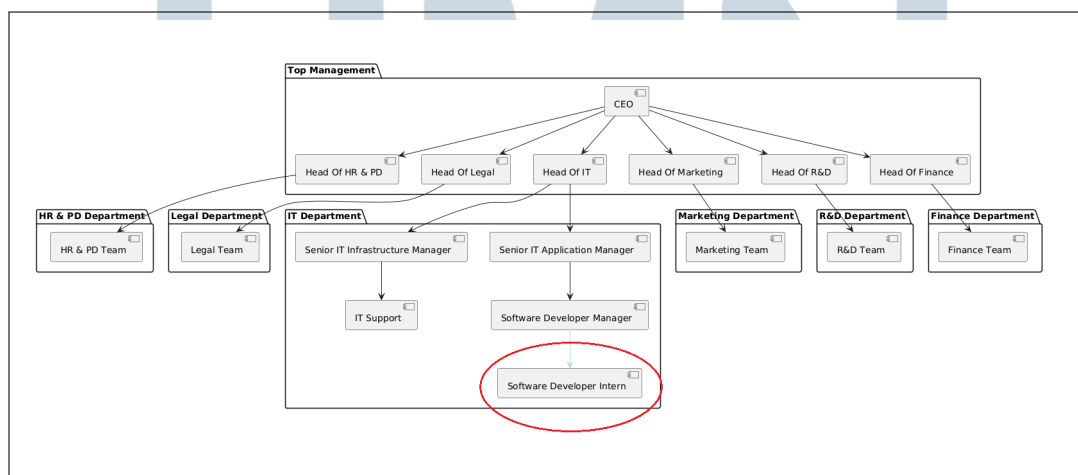 Top Management
CEO
Head Of HR & PD
Head Of Legal
Head Of IT
Head Of Marketing
Head Of R&D
Head Of Finance
HR & PD Department
Legal Department
IT Department
Marketing Department
R&D Department
Finance Department
HR & PD Team
Legal Team
Senior IT Infrastructure Manager
Senior IT Application Manager
Marketing Team
R&D Team
Finance Team
IT Support
Software Developer Manager
Software Developer Intern